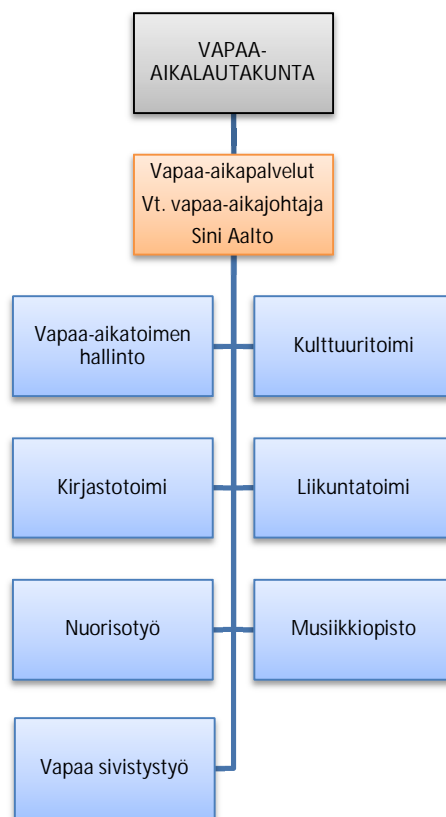 VAPAA-
AIKALAUTAKUNTA
Vapaa-aikapalvelut
Vt. vapaa-aikajohtaja
Sini Aalto
Vapaa-aikatoimen
hallinto
Kulttuuritoimi
Kirjastotoimi
Liikuntatoimi
Nuorisotyö
Musiikkiopisto
Vapaa sivistystyö